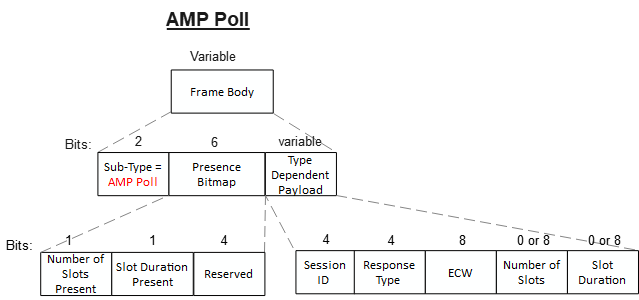 AMP Poll
Variable
Frame Body
Bits: 2 6 variable
Sub-Type =
AMP Poll
Presence
Bitmap
Type
Dependent
Payload
Bits: 1 1 4
Number of
Slots
Present
Slot Duration
Present
Reserved
4 4 8 0 or 8 0 or 8
Session
ID
Response
Type
ECW
Number of
Slots
Slot
Duration